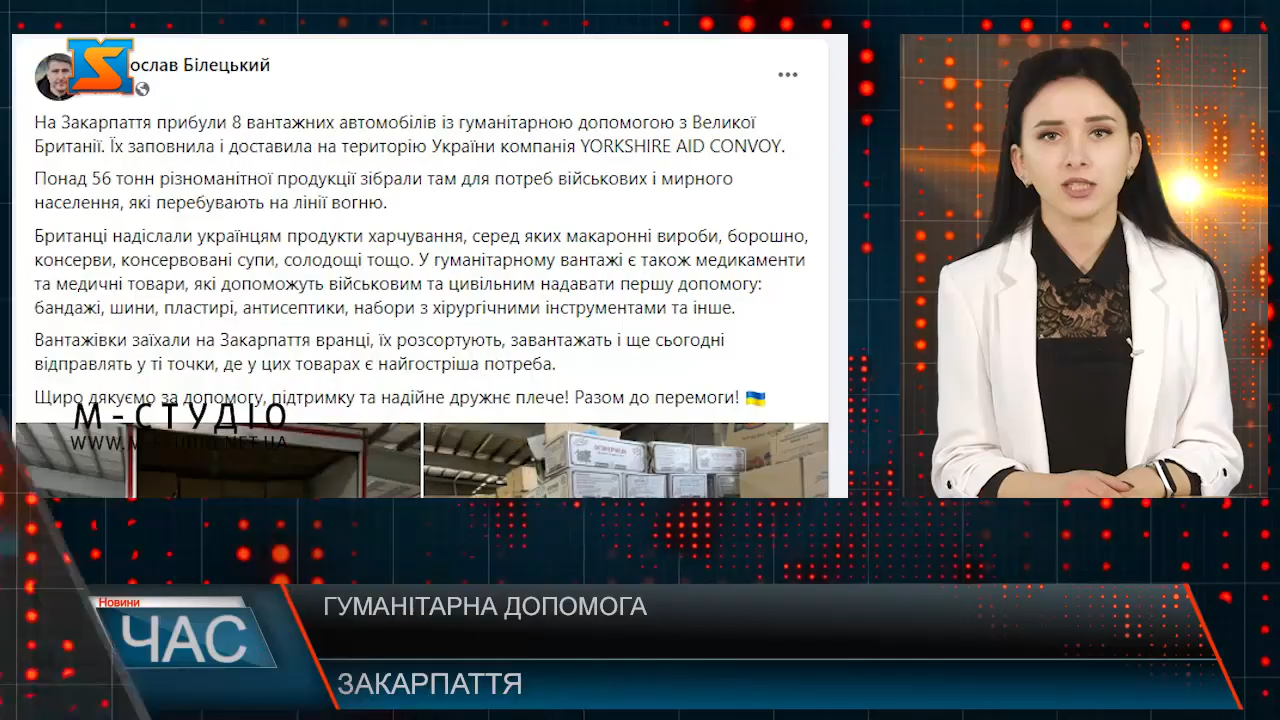 ослав Білецький
На Закарпаття прибули 8 вантажних автомобілів із гуманітарною допомогою з Великої
Британії. Їх заповнила і доставила на територію України компанія YORKSHIRE AID CONVOY.
Понад 56 тонн різноманітної продукції зібрали там для потреб військових і мирного
населення, які перебувають на лінії вогню.
Британці надіслали українцям продукти харчування, серед яких макаронні вироби, борошно,
консерви, консервовані супи, солодощі тощо. У гуманітарному вантажі є також медикаменти
та медичні товари, які допоможуть військовим та цивільним надавати першу допомогу:
бандажі, шини, пластирі, антисептики, набори з хірургічними інструментами та інше.
Вантажівки заїхали на Закарпаття вранці, їх розсортують, завантажать і ще сьогодні
відправлять у ті точки, де у цих товарах є найгостріша потреба.
Щиро дякуємо за допомогу, підтримку та надійне дружнє плече! Разом до перемоги!
М-СТУДІО
WWW.M-STUDIO.NET.UA
Новини
ЧАС
ГУМАНІТАРНА ДОПОМОГА
ЗАКАРПАТТЯ